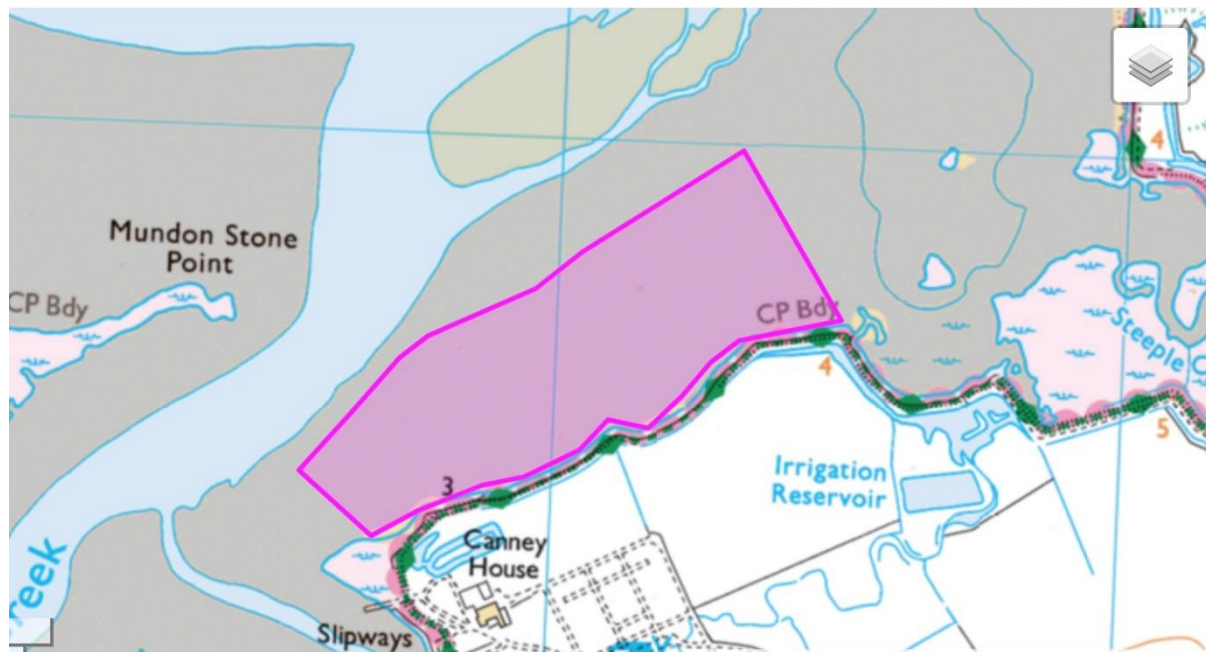 4
Mundon Stone
Point
CP Bdy
CP Bdy
Steeple
4
5
Irrigation
Reservoir
3
Canney
House
reek
Slipways